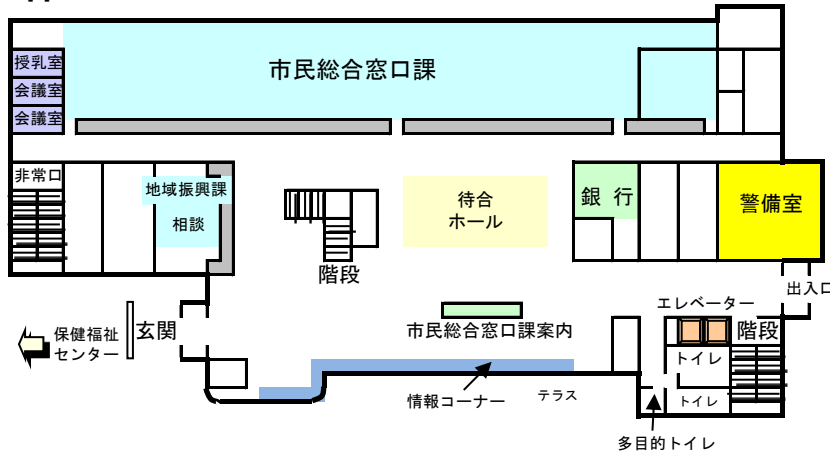 市民総合窓口課
授乳室
会議室
会議室
非常口
地域振興課
相談
階段
待合
ホール
銀 行
警備室
出入口
エレベーター
階段
保健福祉
センター
玄関
市民総合窓口課案内
トイレ
トイレ
情報コーナー
テラス
多目的トイレ